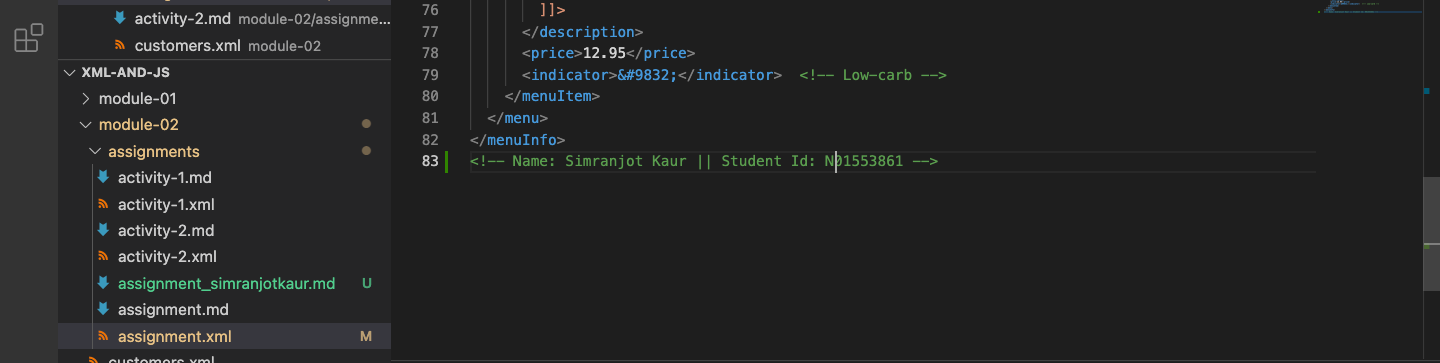 activity-2.md module-02/assignme...
customers.xml module-02
XML-AND-JS
module-01
module-02
assignments
activity-1.md
activity-1.xml
activity-2.md
activity-2.xml
assignment_simranjotkaur.md U
assignment.md
assignment.xml M
customers.xml
76 ]]>
77 </description>
78 <price>12.95</price>
79 <indicator>&#9832;</indicator> <!-- Low-carb -->
80 </menuItem>
81 </menu>
82 </menuInfo>
83 <!-- Name: Simranjot Kaur || Student Id: N01553861 -->